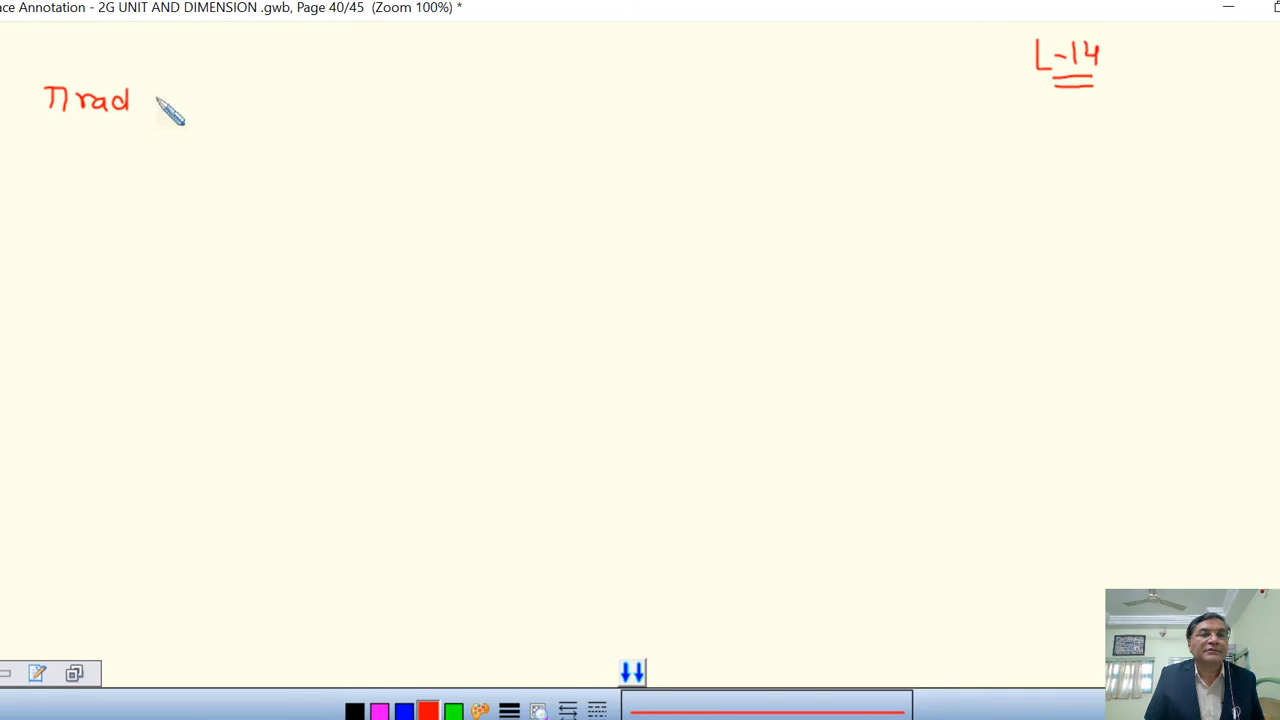 ce Annotation - 2G UNIT AND DIMENSION .gwb, Page 40/45 (Zoom 100%) *
L-14
π rad